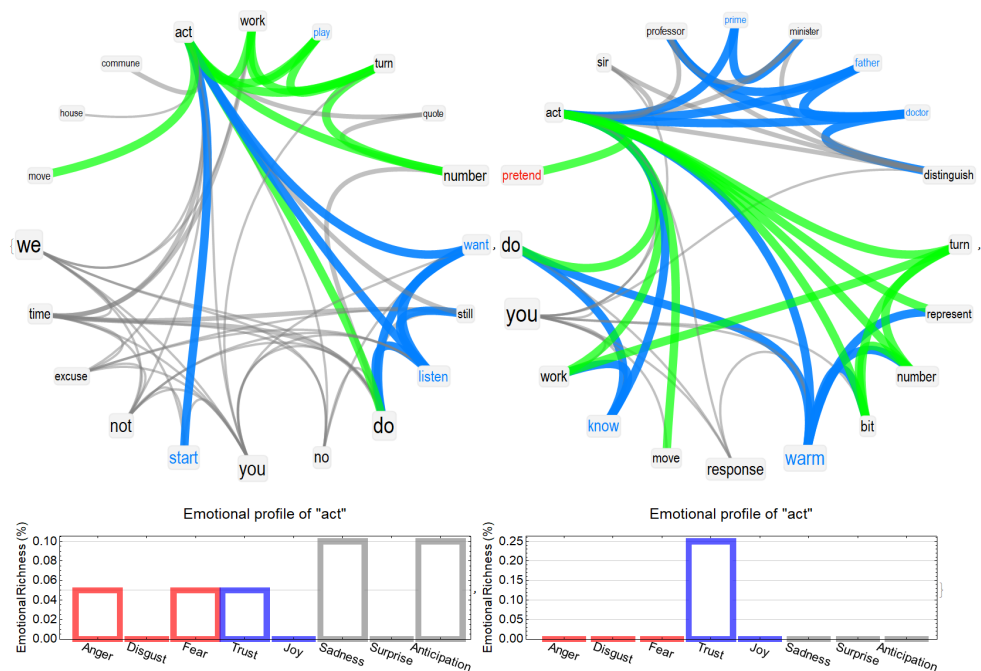 act
work
play
commune
turn
house
quote
move
number
{
we
want
,
time
still
excuse
listen
not
do
start
you
no
professor
prime
minister
sir
father
act
doctor
pretend
distinguish
do
turn
,
you
represent
work
number
know
bit
move
response
warm
Emotional profile of "act"
Emotional Richness (%)
0.10
0.08
0.06
0.04
0.02
0.00
Anger Disgust Fear Trust Joy Sadness Surprise Anticipation
,
Emotional profile of "act"
Emotional Richness (%)
0.25
0.20
0.15
0.10
0.05
0.00
Anger Disgust Fear Trust Joy Sadness Surprise Anticipation
}